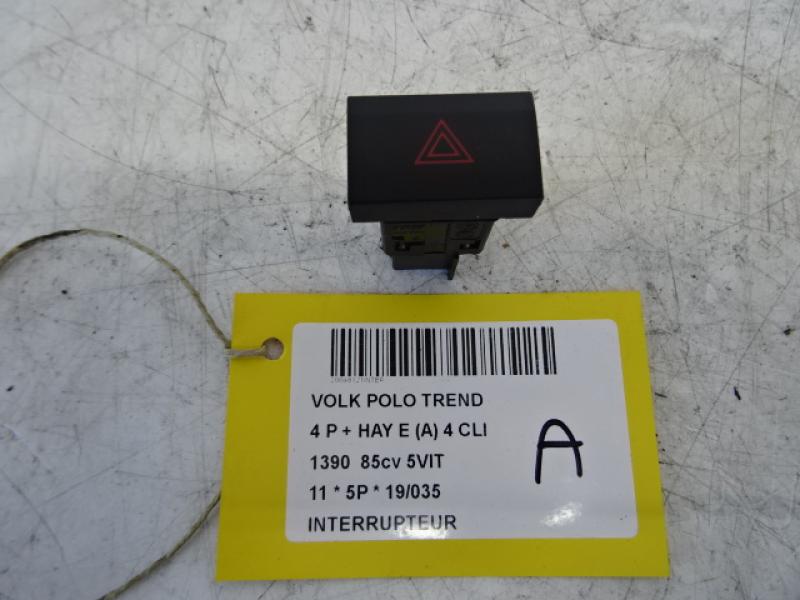 VOLK POLO TREND
4 P + HAY E (A) 4 CLI
1390 85cv 5VIT
11 * 5P * 19/035
INTERRUPTEUR
A